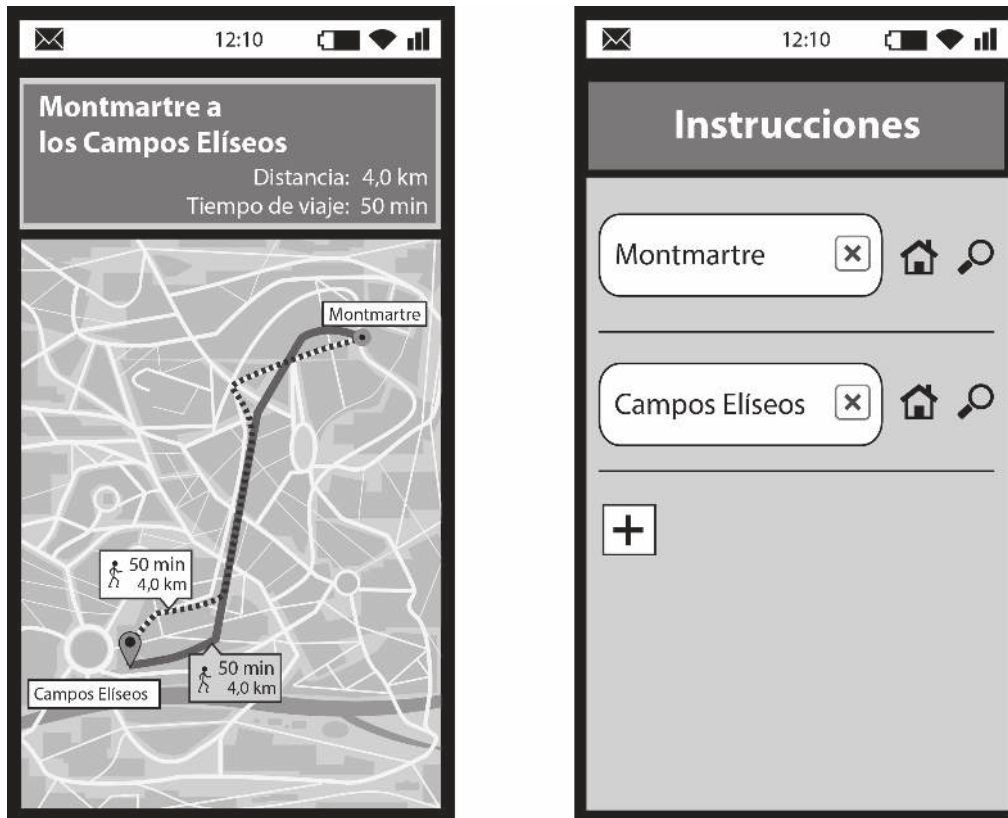 12:10
Montmartre a
los Campos Elíseos
Distancia: 4,0 km
Tiempo de viaje: 50 min
Montmartre
50 min
4,0 km
50 min
4,0 km
Campos Elíseos
12:10
Instrucciones
Montmartre
Campos Elíseos